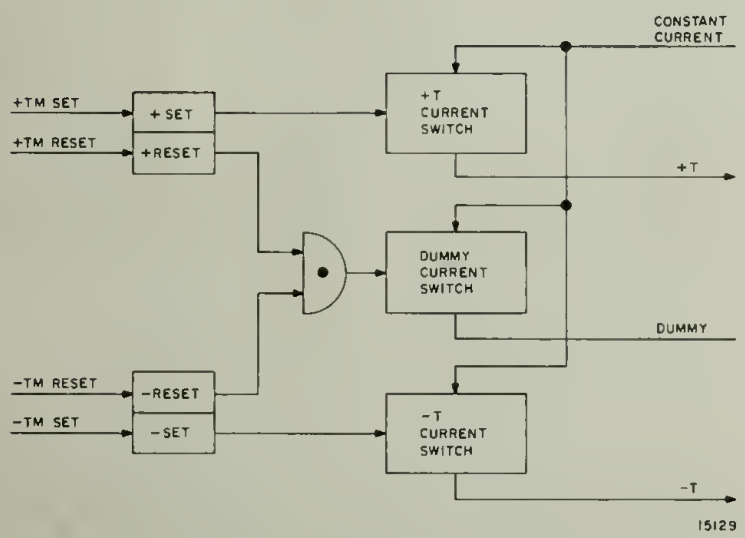 CONSTANT
CURRENT
+TM SET
+ SET
+T
CURRENT
SWITCH
+TM RESET
+RESET
+T
DUMMY
CURRENT
SWITCH
DUMMY
-TM RESET
-RESET
-TM SET
-SET
-T
CURRENT
SWITCH
-T
15129